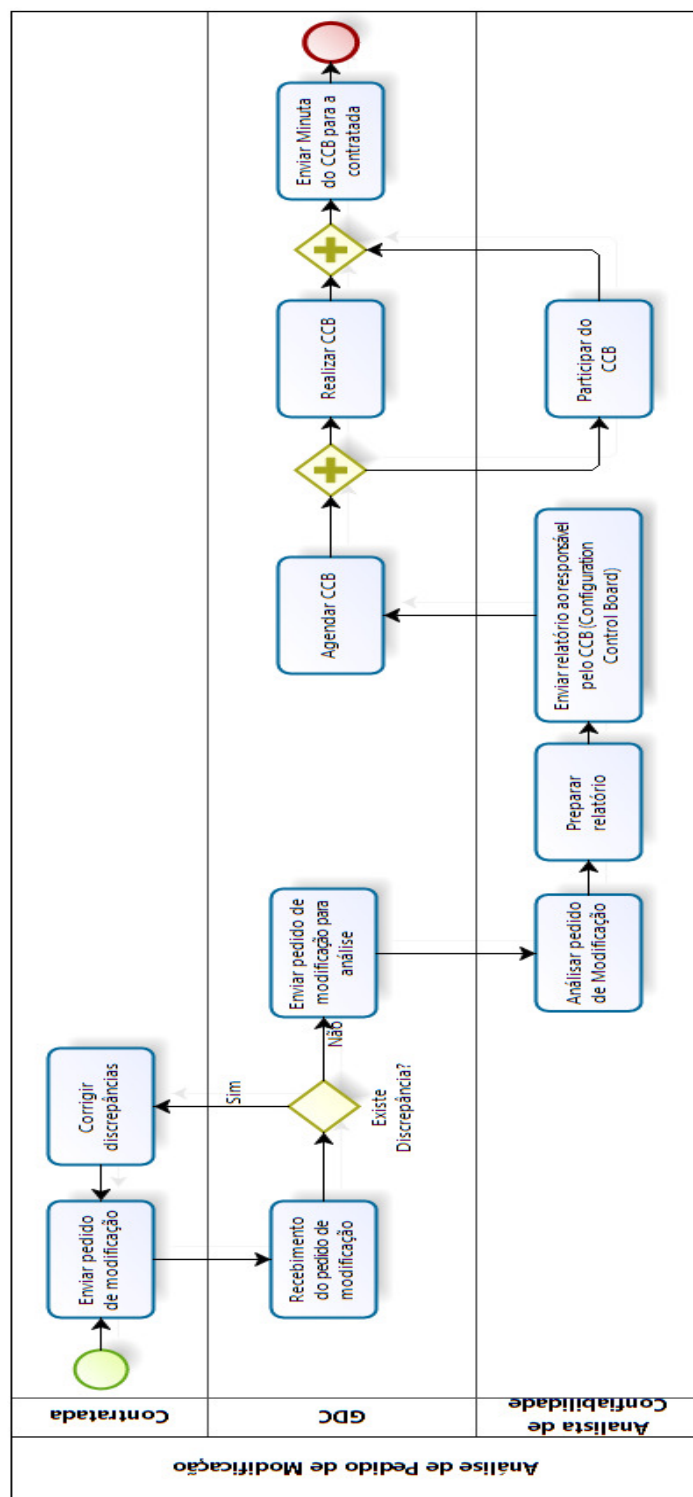 Análise de Pedido de Modificação
Contratada
Enviar pedido
de modificação
Corrigir
discrepâncias
GDC
Recebimento
do pedido de
modificação
Existe
Discrepância?
Sim
Não
Enviar pedido de
modificação para
análise
Agendar CCB
Realizar CCB
Enviar Minuta
do CCB para a
contratada
Analista de
Confiabilidade
Análisar pedido
de Modificação
Preparar
relatório
Enviar relatório ao responsável
pelo CCB (Configuration
Control Board)
Participar do
CCB